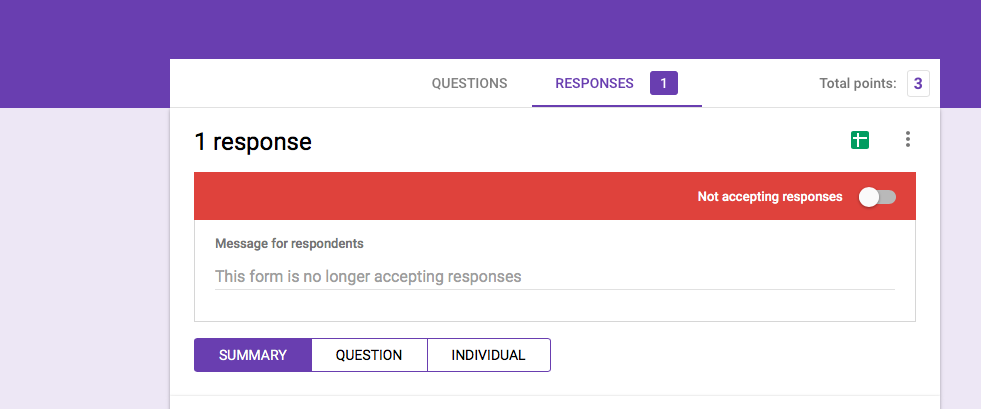 QUESTIONS RESPONSES 1 Total points: 3
1 response
Not accepting responses
Message for respondents
This form is no longer accepting responses
SUMMARY QUESTION INDIVIDUAL